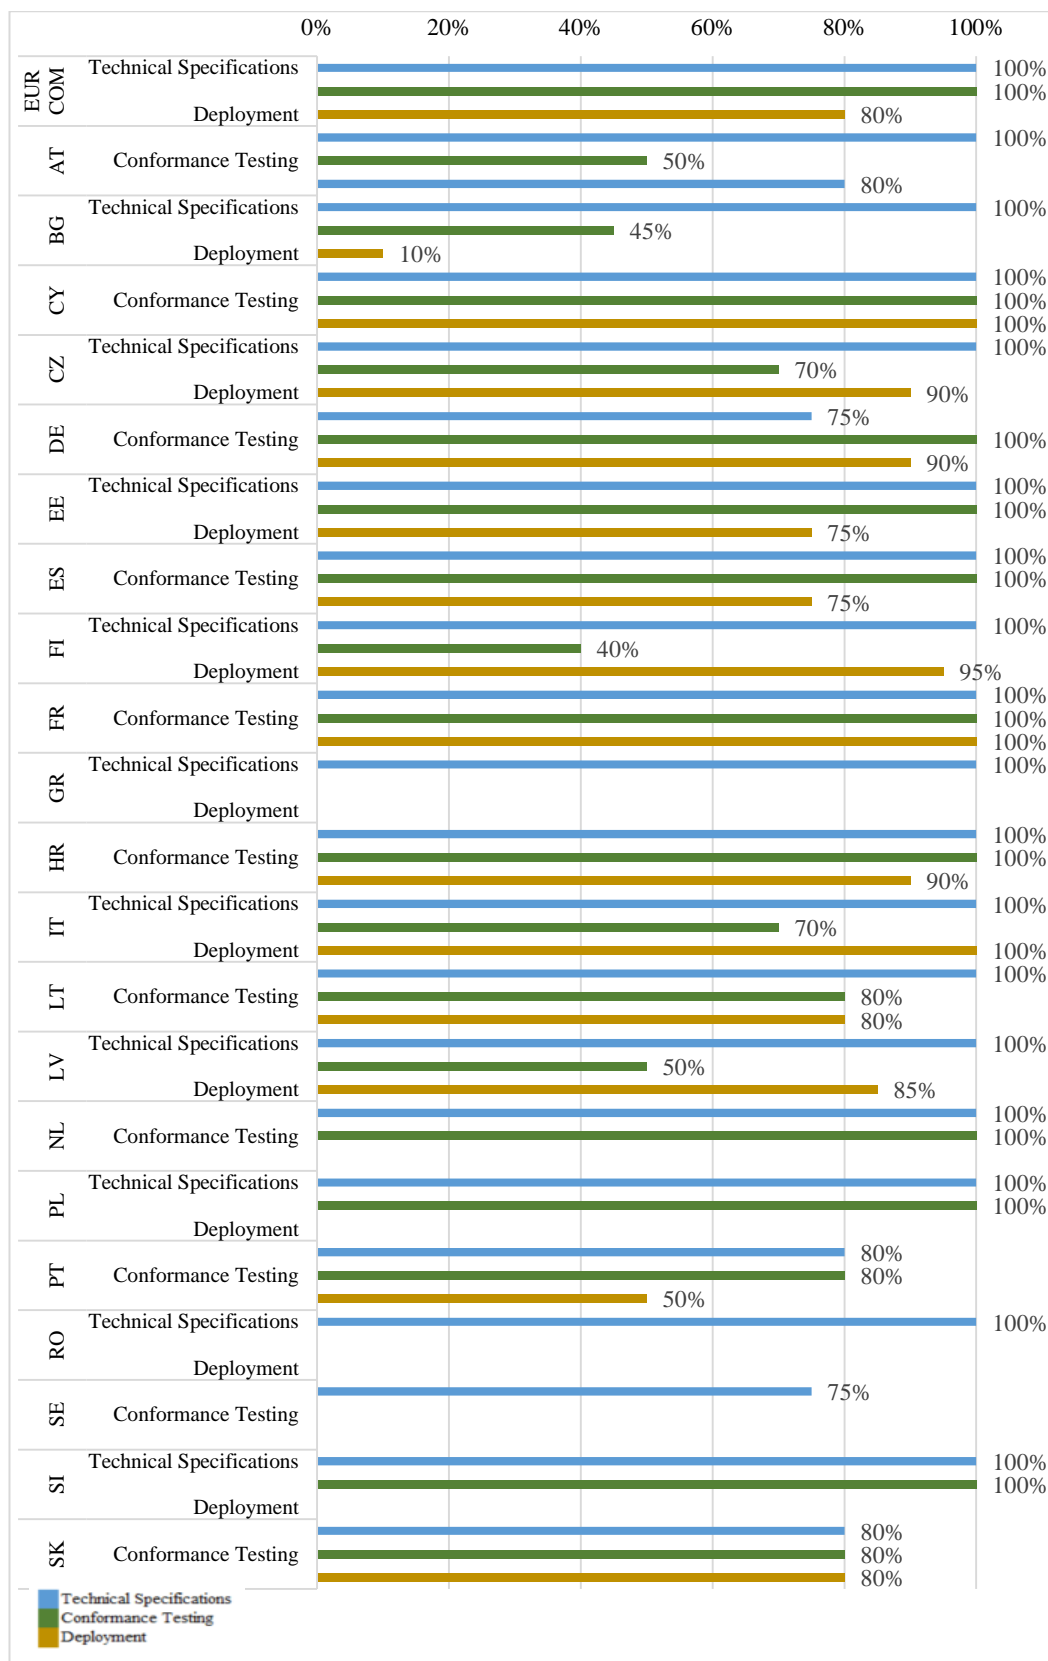 0% 20% 40% 60% 80% 100%
EUR COM
Technical Specifications 100%
100%
Deployment 80%
AT
100%
Conformance Testing 50%
80%
BG
Technical Specifications 100%
45%
Deployment 10%
CY
100%
Conformance Testing 100%
100%
CZ
Technical Specifications 100%
70%
Deployment 90%
DE
75%
Conformance Testing 100%
90%
EE
Technical Specifications 100%
100%
Deployment 75%
ES
100%
Conformance Testing 100%
75%
FI
Technical Specifications 100%
40%
Deployment 95%
FR
100%
Conformance Testing 100%
100%
GR
Technical Specifications 100%
Deployment
HR
100%
Conformance Testing 100%
90%
IT
Technical Specifications 100%
70%
Deployment 100%
LT
100%
Conformance Testing 80%
80%
LV
Technical Specifications 100%
50%
Deployment 85%
NL
100%
Conformance Testing 100%
PL
Technical Specifications 100%
100%
Deployment
PT
80%
Conformance Testing 80%
50%
RO
Technical Specifications 100%
Deployment
SE
75%
Conformance Testing
SI
Technical Specifications 100%
100%
Deployment
SK
80%
Conformance Testing 80%
80%
Technical Specifications
Conformance Testing
Deployment